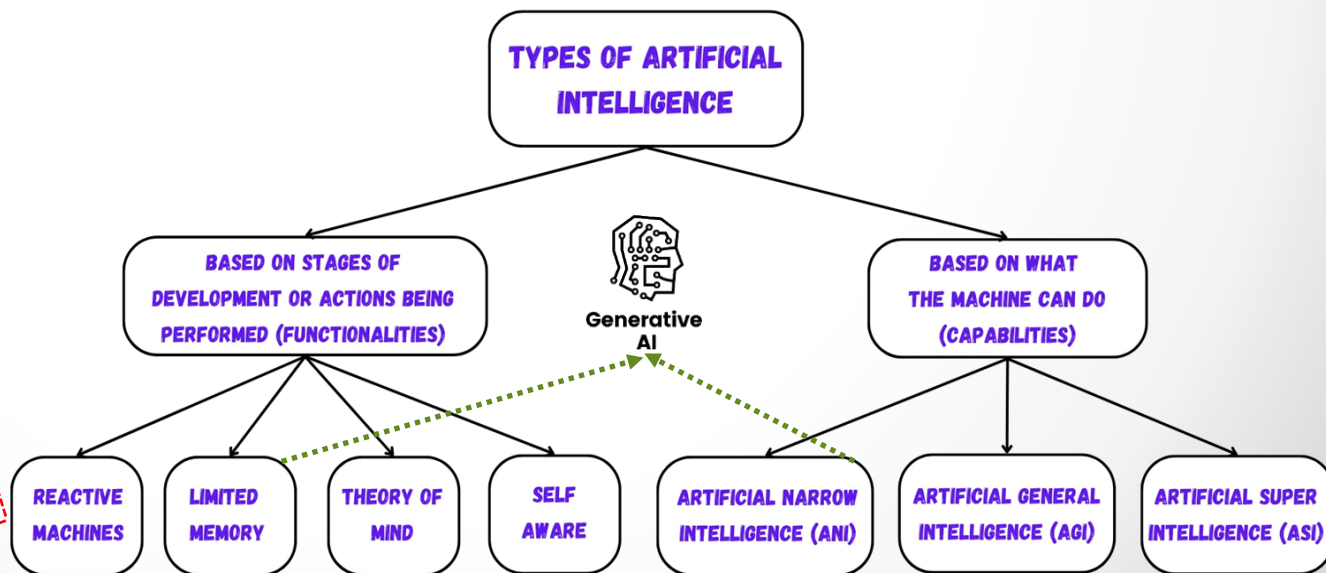 TYPES OF ARTIFICIAL
INTELLIGENCE
BASED ON STAGES OF
DEVELOPMENT OR ACTIONS BEING
PERFORMED (FUNCTIONALITIES)
Generative
AI
BASED ON WHAT
THE MACHINE CAN DO
(CAPABILITIES)
REACTIVE
MACHINES
LIMITED
MEMORY
THEORY OF
MIND
SELF
AWARE
ARTIFICIAL NARROW
INTELLIGENCE (ANI)
ARTIFICIAL GENERAL
INTELLIGENCE (AGI)
ARTIFICIAL SUPER
INTELLIGENCE (ASI)